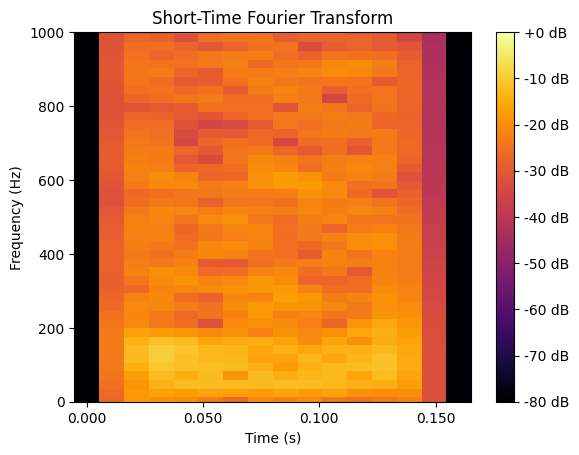 Short-Time Fourier Transform
1000
800
600
400
200
0
Frequency (Hz)
0.000
0.050
0.100
0.150
Time (s)
+0 dB
-10 dB
-20 dB
-30 dB
-40 dB
-50 dB
-60 dB
-70 dB
-80 dB